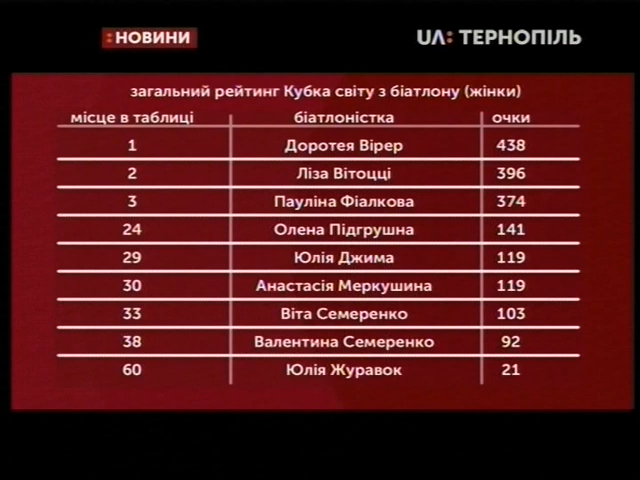 :НОВИНИ
UA: ТЕРНОПІЛЬ
загальний рейтинг Кубка світу з біатлону (жінки)
місце в таблиці біатлоністка очки
1 Доротея Вірер 438
2 Ліза Вітоцці 396
3 Пауліна Фіалкова 374
24 Олена Підгрушна 141
29 Юлія Джима 119
30 Анастасія Меркушина 119
33 Віта Семеренко 103
38 Валентина Семеренко 92
60 Юлія Журавок 21